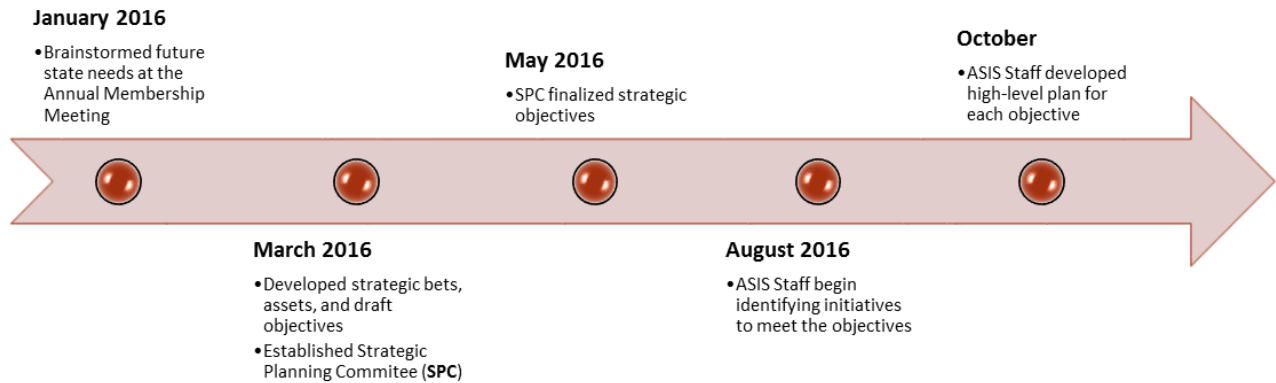 January 2016
•Brainstormed future
state needs at the
Annual Membership
Meeting
March 2016
•Developed strategic bets,
assets, and draft
objectives
•Established Strategic
Planning Commitee (SPC)
May 2016
•SPC finalized strategic
objectives
August 2016
•ASIS Staff begin
identifying initiatives
to meet the objectives
October
•ASIS Staff developed
high-level plan for
each objective